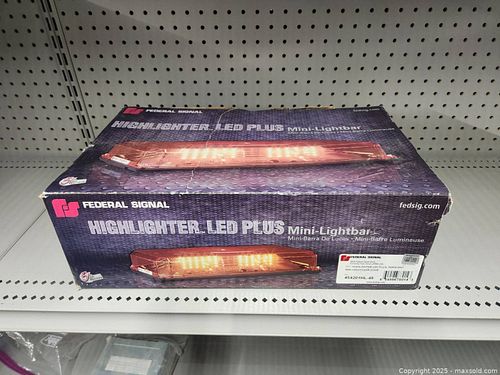 FEDERAL SIGNAL
HIGHLIGHTER LED PLUS Mini-Lightbar
FEDERAL SIGNAL
fedsig.com
HIGHLIGHTER LED PLUS Mini-Lightbar
Mini-Barra De Luces • Mini-Barre Lumineuse
Copyright 2025 - maxsold.com